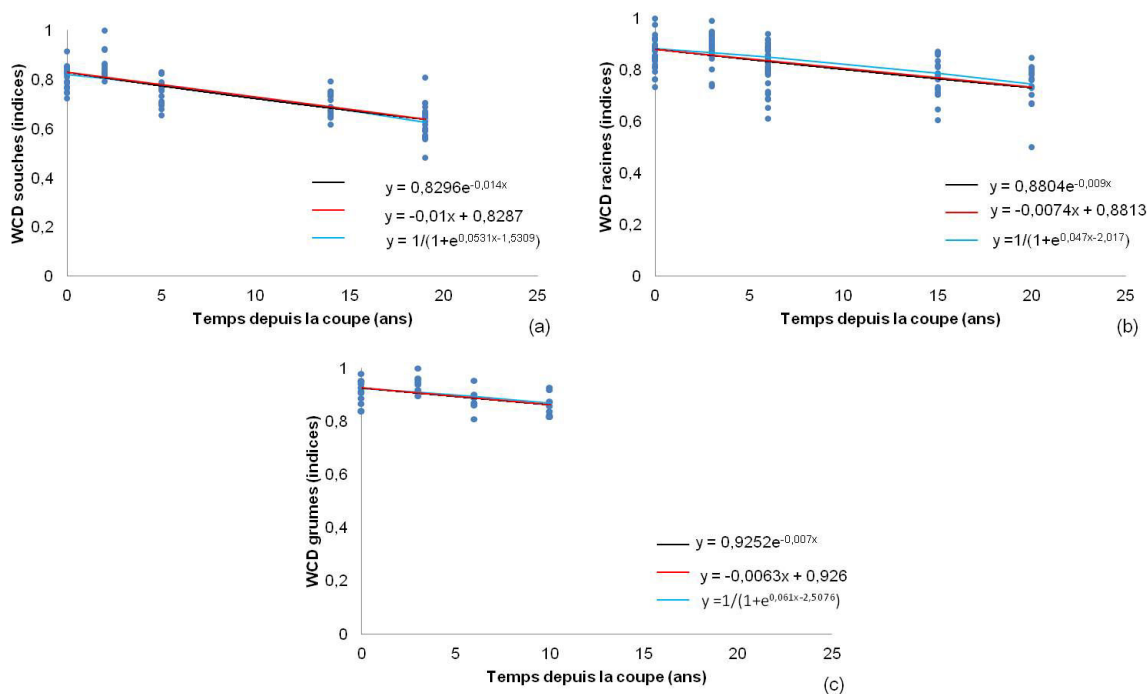 1
0,8
0,6
0,4
0,2
0
WCD souches (indices)
y = 0,8296e-0,014x
y = -0,01x + 0,8287
y = 1/(1+e0,0531x-1,5309)
0 5 10 15 20 25
Temps depuis la coupe (ans)
(a)
1
0,8
0,6
0,4
0,2
0
WCD racines (indices)
y = 0,8804e-0,009x
y = -0,0074x + 0,8813
y =1/(1+e0,047x-2,017)
0 5 10 15 20 25
Temps depuis la coupe (ans)
(b)
1
0,8
0,6
0,4
0,2
0
WCD grumes (indices)
y = 0,9252e-0,007x
y = -0,0063x + 0,926
y =1/(1+e0,061x-2,5076)
0 5 10 15 20 25
Temps depuis la coupe (ans)
(c)